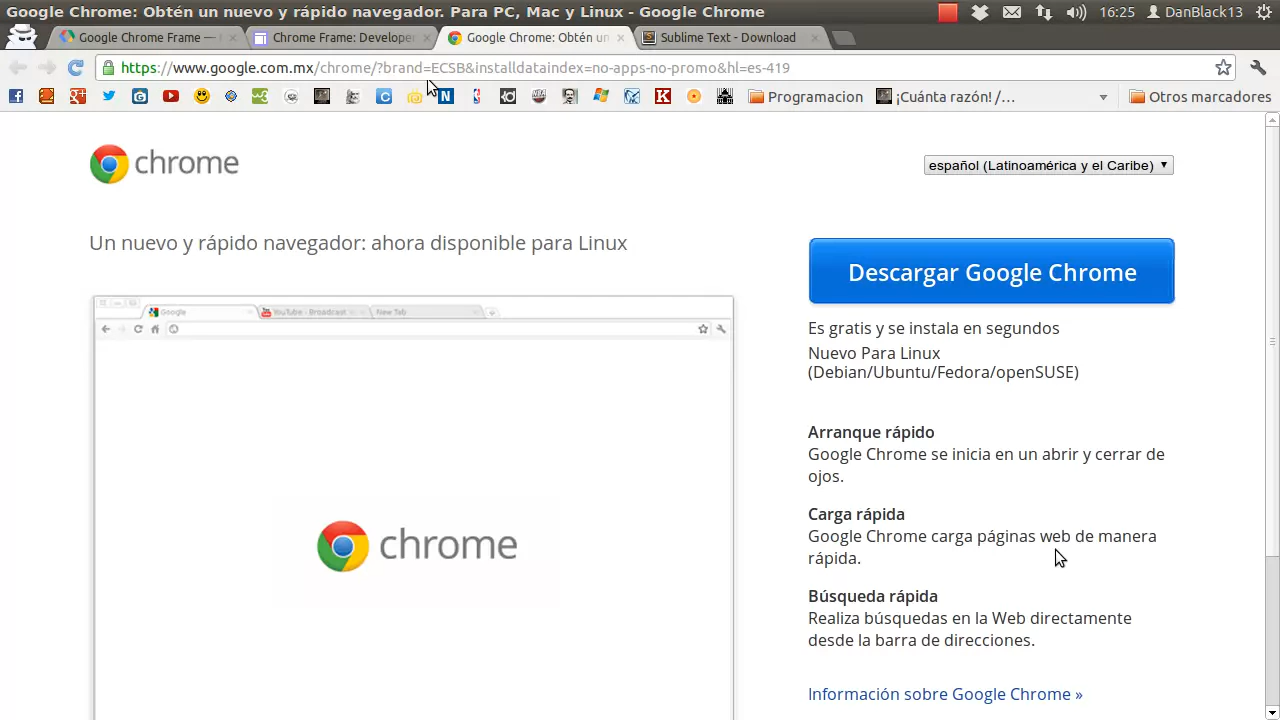 Google Chrome: Obtén un nuevo y rápido navegador. Para PC, Mac y Linux - Google Chrome
16:25
DanBlack13
Google Chrome Frame —
Chrome Frame: Developer
Google Chrome: Obtén un
Sublime Text - Download
https://www.google.com.mx/chrome/?brand=ECSB&installdataindex=no-apps-no-promo&hl=es-419
Programacion
¡Cuánta razón! /...
Otros marcadores
chrome
español (Latinoamérica y el Caribe)
Un nuevo y rápido navegador: ahora disponible para Linux
Descargar Google Chrome
Google
YouTube - Broadcast
New Tab
Es gratis y se instala en segundos
Nuevo Para Linux
(Debian/Ubuntu/Fedora/openSUSE)
Arranque rápido
Google Chrome se inicia en un abrir y cerrar de
ojos.
Carga rápida
Google Chrome carga páginas web de manera
rápida.
chrome
Búsqueda rápida
Realiza búsquedas en la Web directamente
desde la barra de direcciones.
Información sobre Google Chrome »